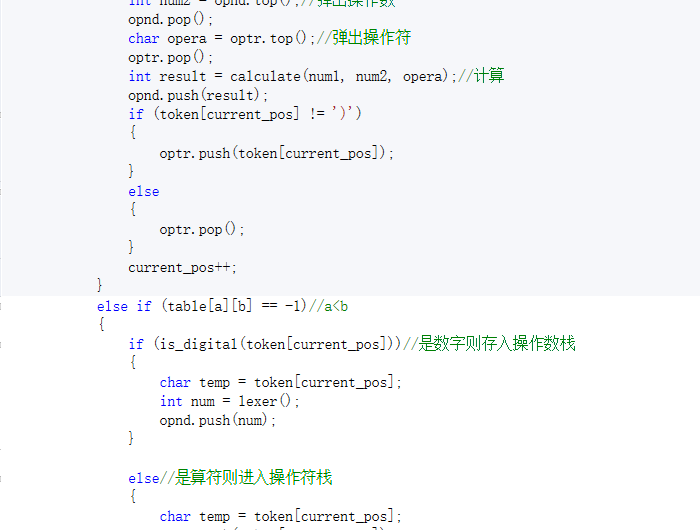 int num2 = opnd.top();//弹出操作数
opnd.pop();
char opera = optr.top();//弹出操作符
optr.pop();
int result = calculate(num1, num2, opera);//计算
opnd.push(result);
if (token[current_pos] != ')')
{
optr.push(token[current_pos]);
}
else
{
optr.pop();
}
current_pos++;
}
else if (table[a][b] == -1)//a<b
{
if (is_digital(token[current_pos]))//是数字则存入操作数栈
{
char temp = token[current_pos];
int num = lexer();
opnd.push(num);
}
else//是算符则进入操作符栈
{
char temp = token[current_pos];